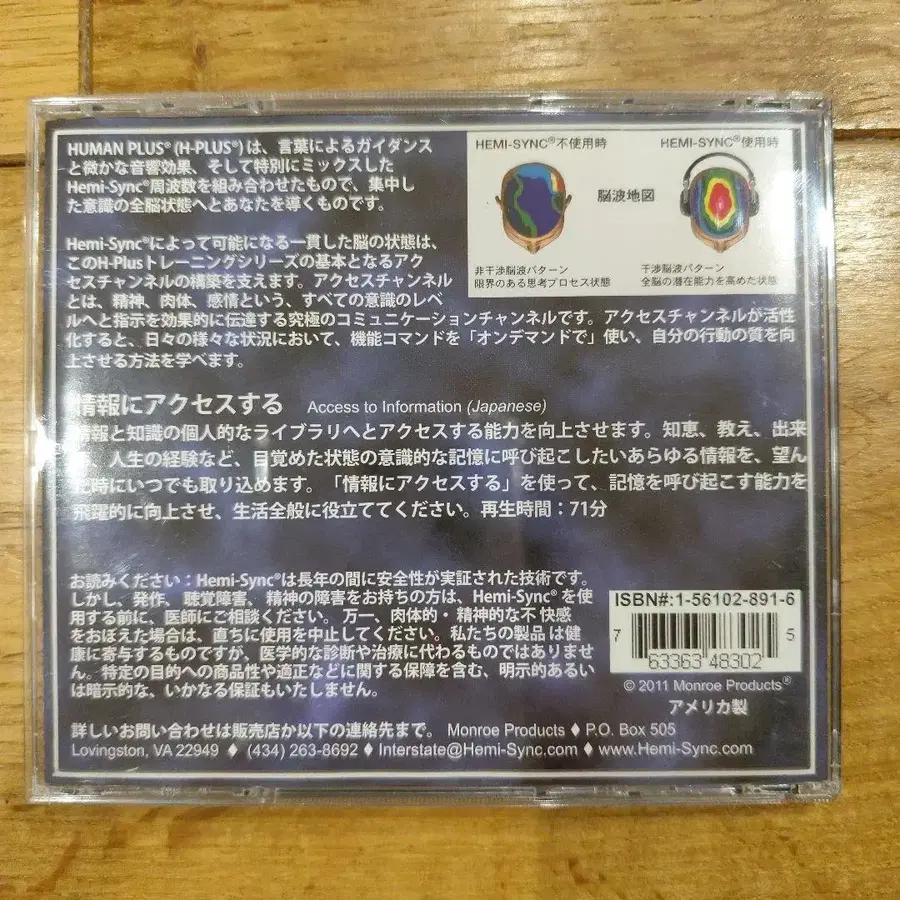 HUMAN PLUS® (H-PLUS®) は、言葉によるガイダンス
と微かな音響効果、そして特別にミックスした
Hemi-Sync®周波数を組み合わせたもので、集中し
た意識の全脳状態へとあなたを導くものです。
HEMI-SYNC®不使用時
HEMI-SYNC®使用時
脳波地図
非干渉脳波パターン
限界のある思考プロセス状態
干渉脳波パターン
全脳の潜在能力を高めた状態
Hemi-Sync®によって可能になる一貫した脳の状態は、
このH-Plusトレーニングシリーズの基本となるアク
セスチャンネルの構築を支えます。アクセスチャンネル
とは、精神、肉体、感情という、すべての意識のレベ
ルへと指示を効果的に伝達する究極のコミュニケーションチャンネルです。アクセスチャンネルが活性
化すると、日々の様々な状況において、機能コマンドを「オンデマンドで」使い、自分の行動の質を向
上させる方法を学べます。
情報にアクセスする Access to Information (Japanese)
情報と知識の個人的なライブラリへとアクセスする能力を向上させます。知恵、教え、出来
、人生の経験など、目覚めた状態の意識的な記憶に呼び起こしたいあらゆる情報を、望ん
だ時にいつでも取り込めます。「情報にアクセスする」を使って、記憶を呼び起こす能力を
飛躍的に向上させ、生活全般に役立ててください。再生時間：71分
お読みください：Hemi-Sync®は長年の間に安全性が実証された技術です。
しかし、発作、聴覚障害、精神の障害をお持ちの方は、Hemi-Sync® を使
用する前に、医師にご相談ください。万一、肉体的・精神的な不 快感
をおぼえた場合は、直ちに使用を中止してください。私たちの製品 は健
康に寄与するものですが、医学的な診断や治療に代わるものではありませ
ん。特定の目的への商品性や適正などに関する保障を含む、明示的あるい
は暗示的な、いかなる保証もいたしません。
ISBN#:1-56102-891-6
7 63363 48302 5
© 2011 Monroe Products®
アメリカ製
詳しいお問い合わせは販売店か以下の連絡先まで。 Monroe Products ♦ P.O. Box 505
Lovingston, VA 22949 ♦ (434) 263-8692 ♦ Interstate@Hemi-Sync.com ♦ www.Hemi-Sync.com